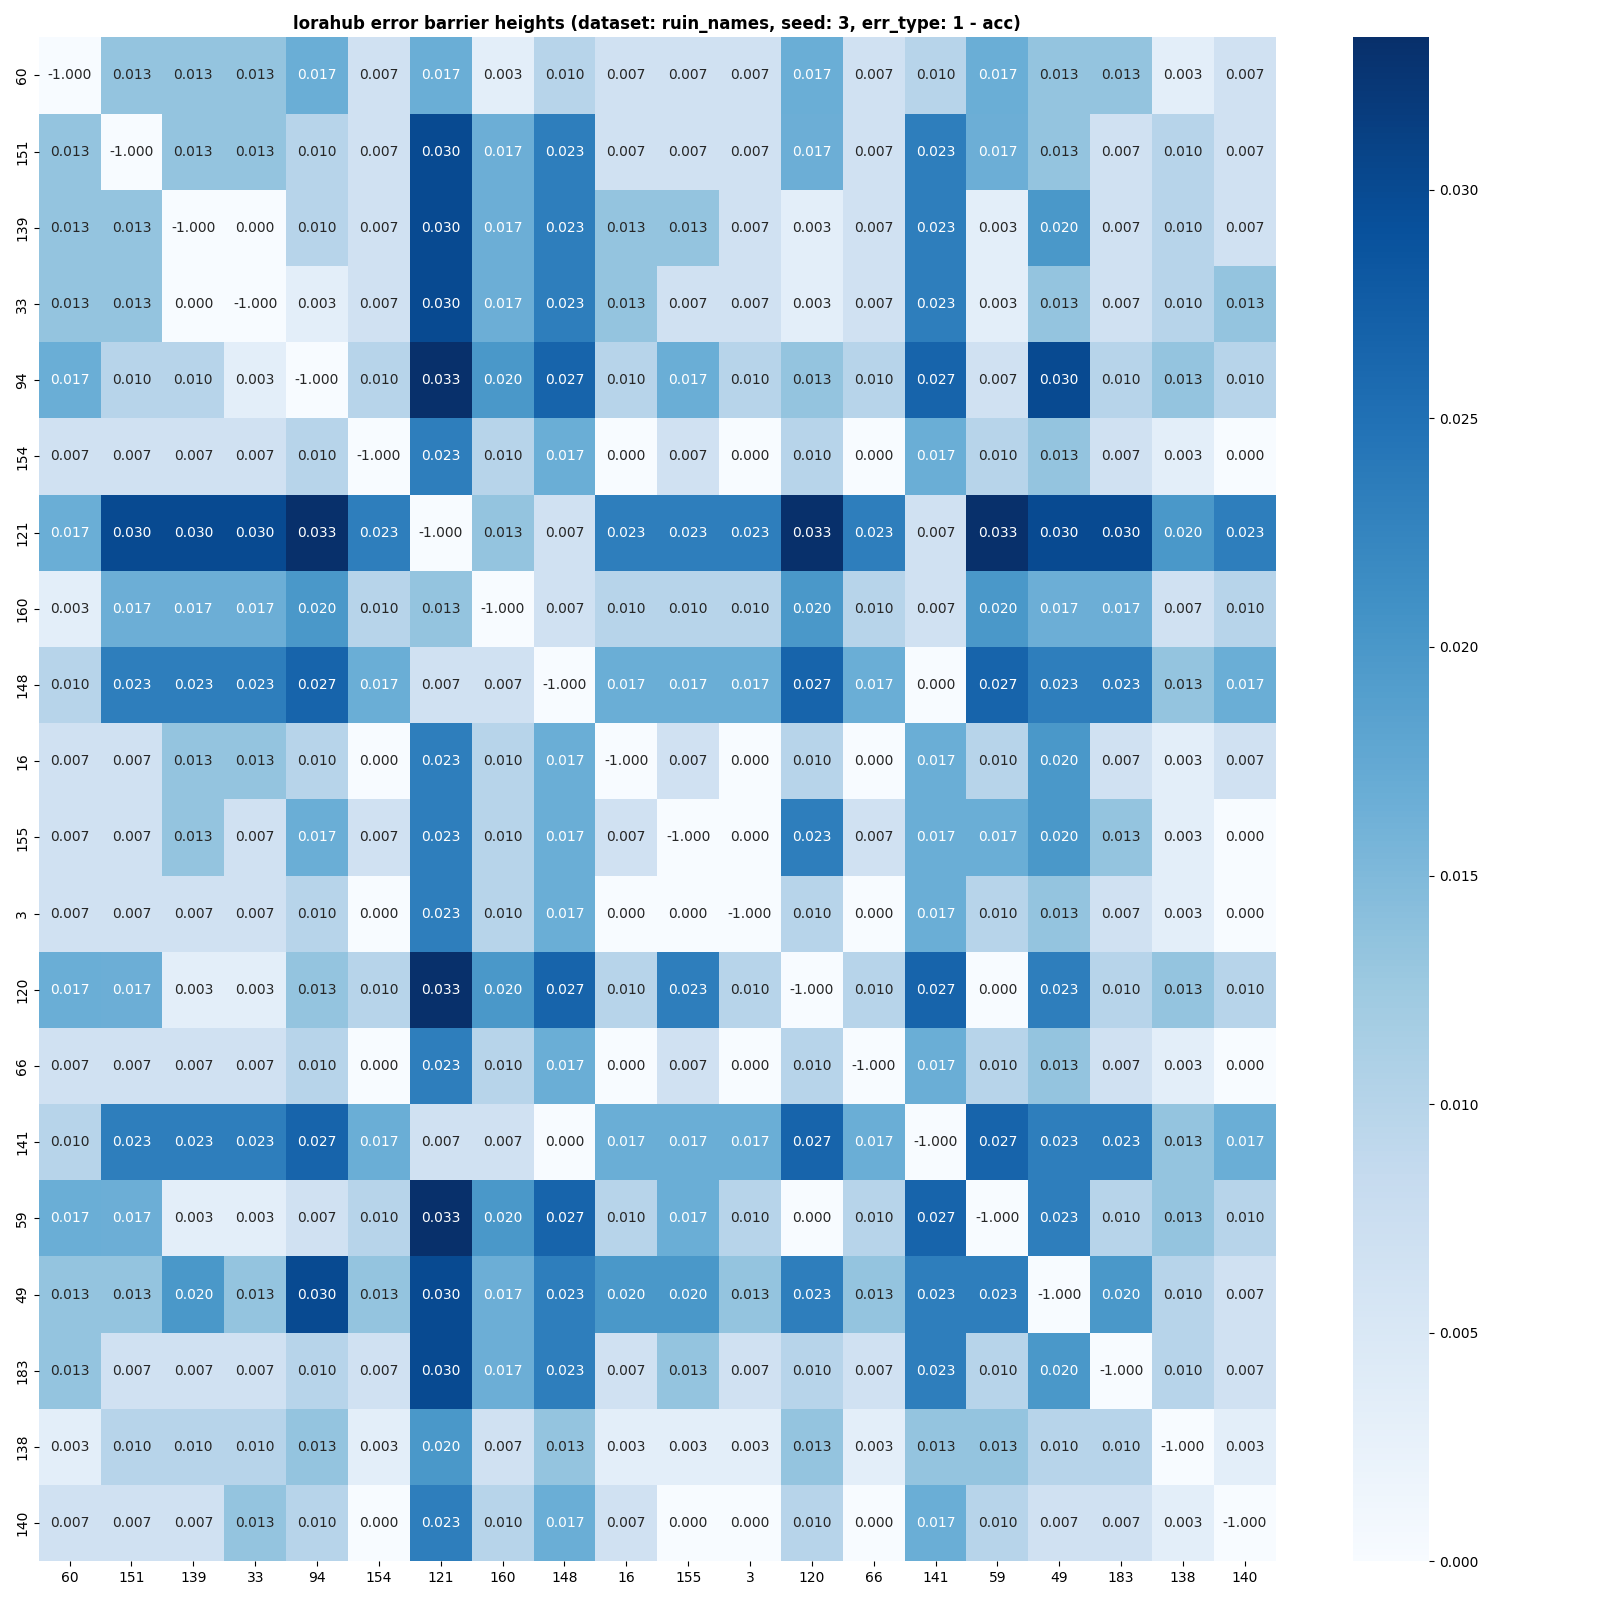 lorahub error barrier heights (dataset: ruin_names, seed: 3, err_type: 1 - acc)
60 -1.000 0.013 0.013 0.013 0.017 0.007 0.017 0.003 0.010 0.007 0.007 0.007 0.017 0.007 0.010 0.017 0.013 0.013 0.003 0.007
151 0.013 -1.000 0.013 0.013 0.010 0.007 0.030 0.017 0.023 0.007 0.007 0.007 0.017 0.007 0.023 0.017 0.013 0.007 0.010 0.007
0.030
139 0.013 0.013 -1.000 0.000 0.010 0.007 0.030 0.017 0.023 0.013 0.013 0.007 0.003 0.007 0.023 0.003 0.020 0.007 0.010 0.007
33 0.013 0.013 0.000 -1.000 0.003 0.007 0.030 0.017 0.023 0.013 0.007 0.007 0.003 0.007 0.023 0.003 0.013 0.007 0.010 0.013
94 0.017 0.010 0.010 0.003 -1.000 0.010 0.033 0.020 0.027 0.010 0.017 0.010 0.013 0.010 0.027 0.007 0.030 0.010 0.013 0.010
0.025
154 0.007 0.007 0.007 0.007 0.010 -1.000 0.023 0.010 0.017 0.000 0.007 0.000 0.010 0.000 0.017 0.010 0.013 0.007 0.003 0.000
121 0.017 0.030 0.030 0.030 0.033 0.023 -1.000 0.013 0.007 0.023 0.023 0.023 0.033 0.023 0.007 0.033 0.030 0.030 0.020 0.023
160 0.003 0.017 0.017 0.017 0.020 0.010 0.013 -1.000 0.007 0.010 0.010 0.010 0.020 0.010 0.007 0.020 0.017 0.017 0.007 0.010
0.020
148 0.010 0.023 0.023 0.023 0.027 0.017 0.007 0.007 -1.000 0.017 0.017 0.017 0.027 0.017 0.000 0.027 0.023 0.023 0.013 0.017
16 0.007 0.007 0.013 0.013 0.010 0.000 0.023 0.010 0.017 -1.000 0.007 0.000 0.010 0.000 0.017 0.010 0.020 0.007 0.003 0.007
155 0.007 0.007 0.013 0.007 0.017 0.007 0.023 0.010 0.017 0.007 -1.000 0.000 0.023 0.007 0.017 0.017 0.020 0.013 0.003 0.000
0.015
3 0.007 0.007 0.007 0.007 0.010 0.000 0.023 0.010 0.017 0.000 0.000 -1.000 0.010 0.000 0.017 0.010 0.013 0.007 0.003 0.000
120 0.017 0.017 0.003 0.003 0.013 0.010 0.033 0.020 0.027 0.010 0.023 0.010 -1.000 0.010 0.027 0.000 0.023 0.010 0.013 0.010
66 0.007 0.007 0.007 0.007 0.010 0.000 0.023 0.010 0.017 0.000 0.007 0.000 0.010 -1.000 0.017 0.010 0.013 0.007 0.003 0.000
0.010
141 0.010 0.023 0.023 0.023 0.027 0.017 0.007 0.007 0.000 0.017 0.017 0.017 0.027 0.017 -1.000 0.027 0.023 0.023 0.013 0.017
59 0.017 0.017 0.003 0.003 0.007 0.010 0.033 0.020 0.027 0.010 0.017 0.010 0.000 0.010 0.027 -1.000 0.023 0.010 0.013 0.010
49 0.013 0.013 0.020 0.013 0.030 0.013 0.030 0.017 0.023 0.020 0.020 0.013 0.023 0.013 0.023 0.023 -1.000 0.020 0.010 0.007
0.005
183 0.013 0.007 0.007 0.007 0.010 0.007 0.030 0.017 0.023 0.007 0.013 0.007 0.010 0.007 0.023 0.010 0.020 -1.000 0.010 0.007
138 0.003 0.010 0.010 0.010 0.013 0.003 0.020 0.007 0.013 0.003 0.003 0.003 0.013 0.003 0.013 0.013 0.010 0.010 -1.000 0.003
140 0.007 0.007 0.007 0.013 0.010 0.000 0.023 0.010 0.017 0.007 0.000 0.000 0.010 0.000 0.017 0.010 0.007 0.007 0.003 -1.000
0.000
60 151 139 33 94 154 121 160 148 16 155 3 120 66 141 59 49 183 138 140